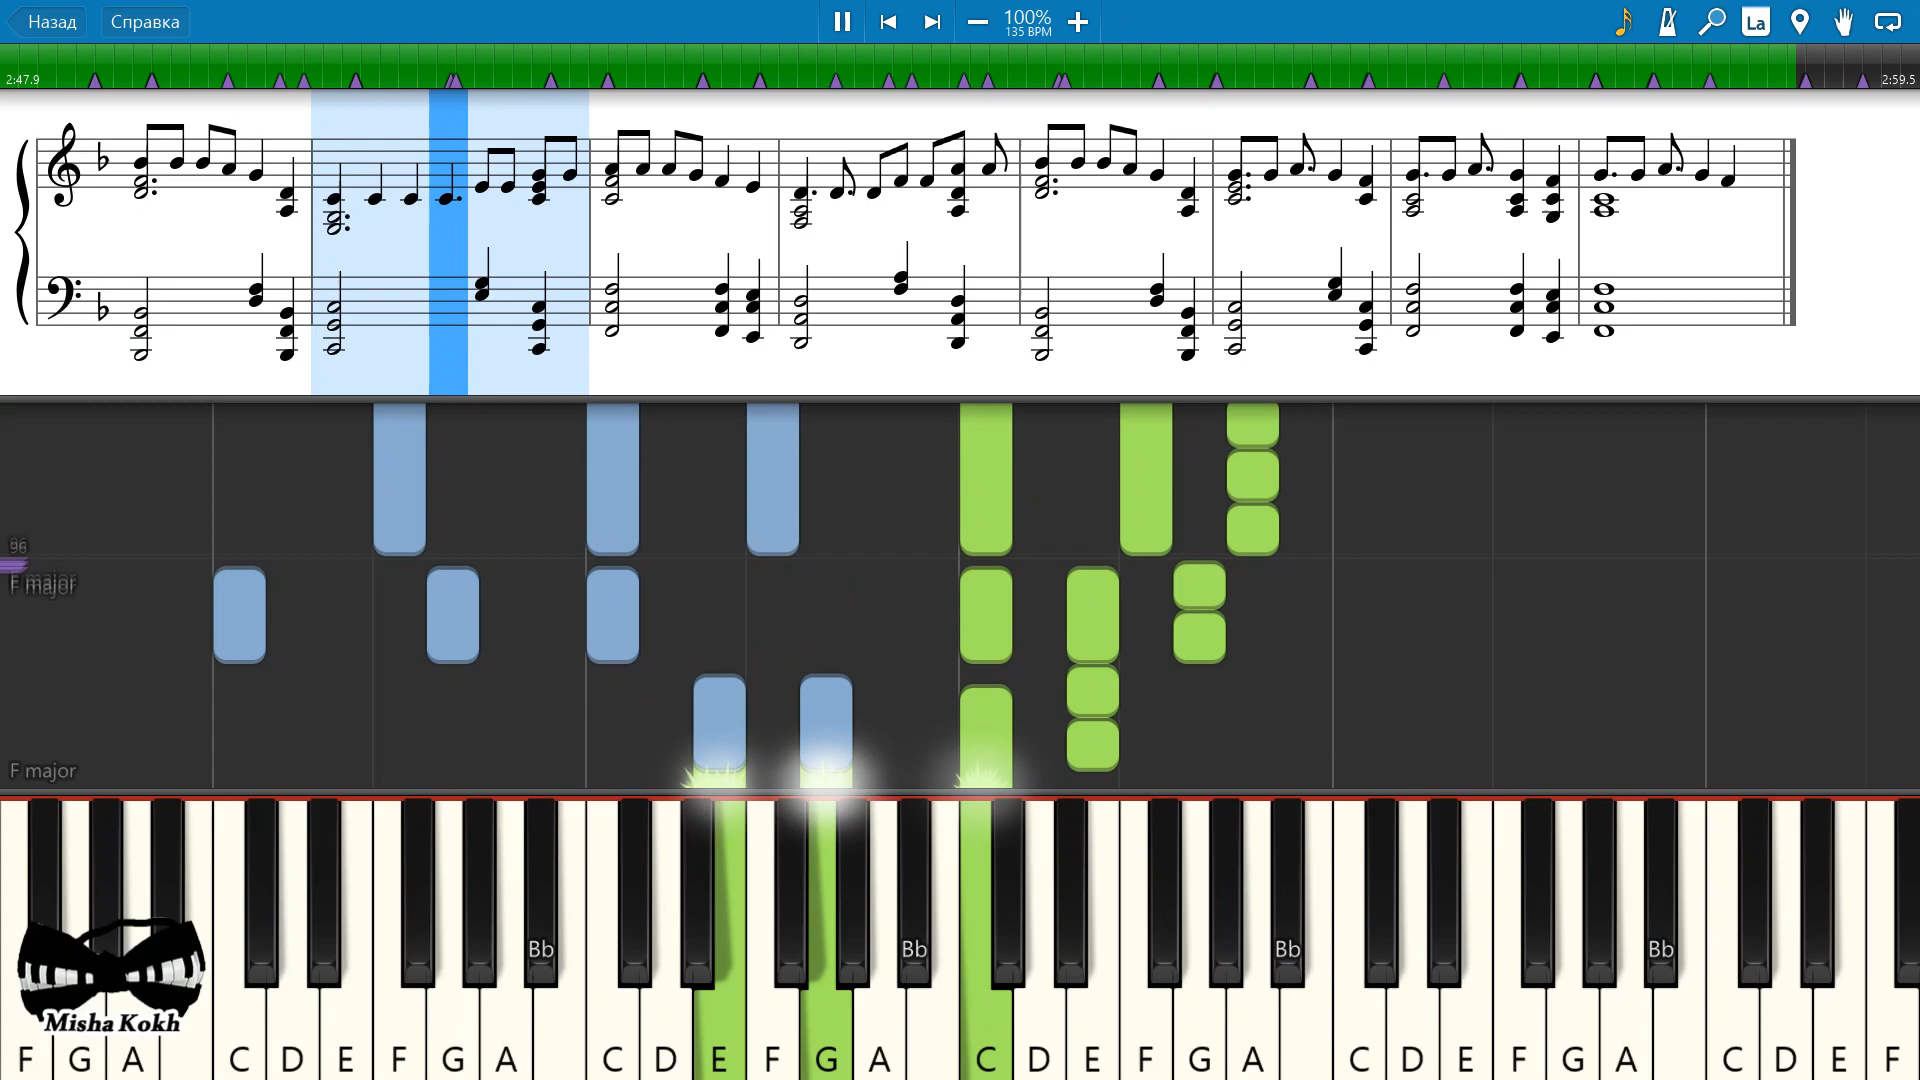 Назад Справка 100% La
135 BPM
2:47.9 2:59.5
96
F major
F major
Bb Bb Bb Bb
Misha Kokh
F G A C D E F G A C D E F G A C D E F G A C D E F G A C D E F